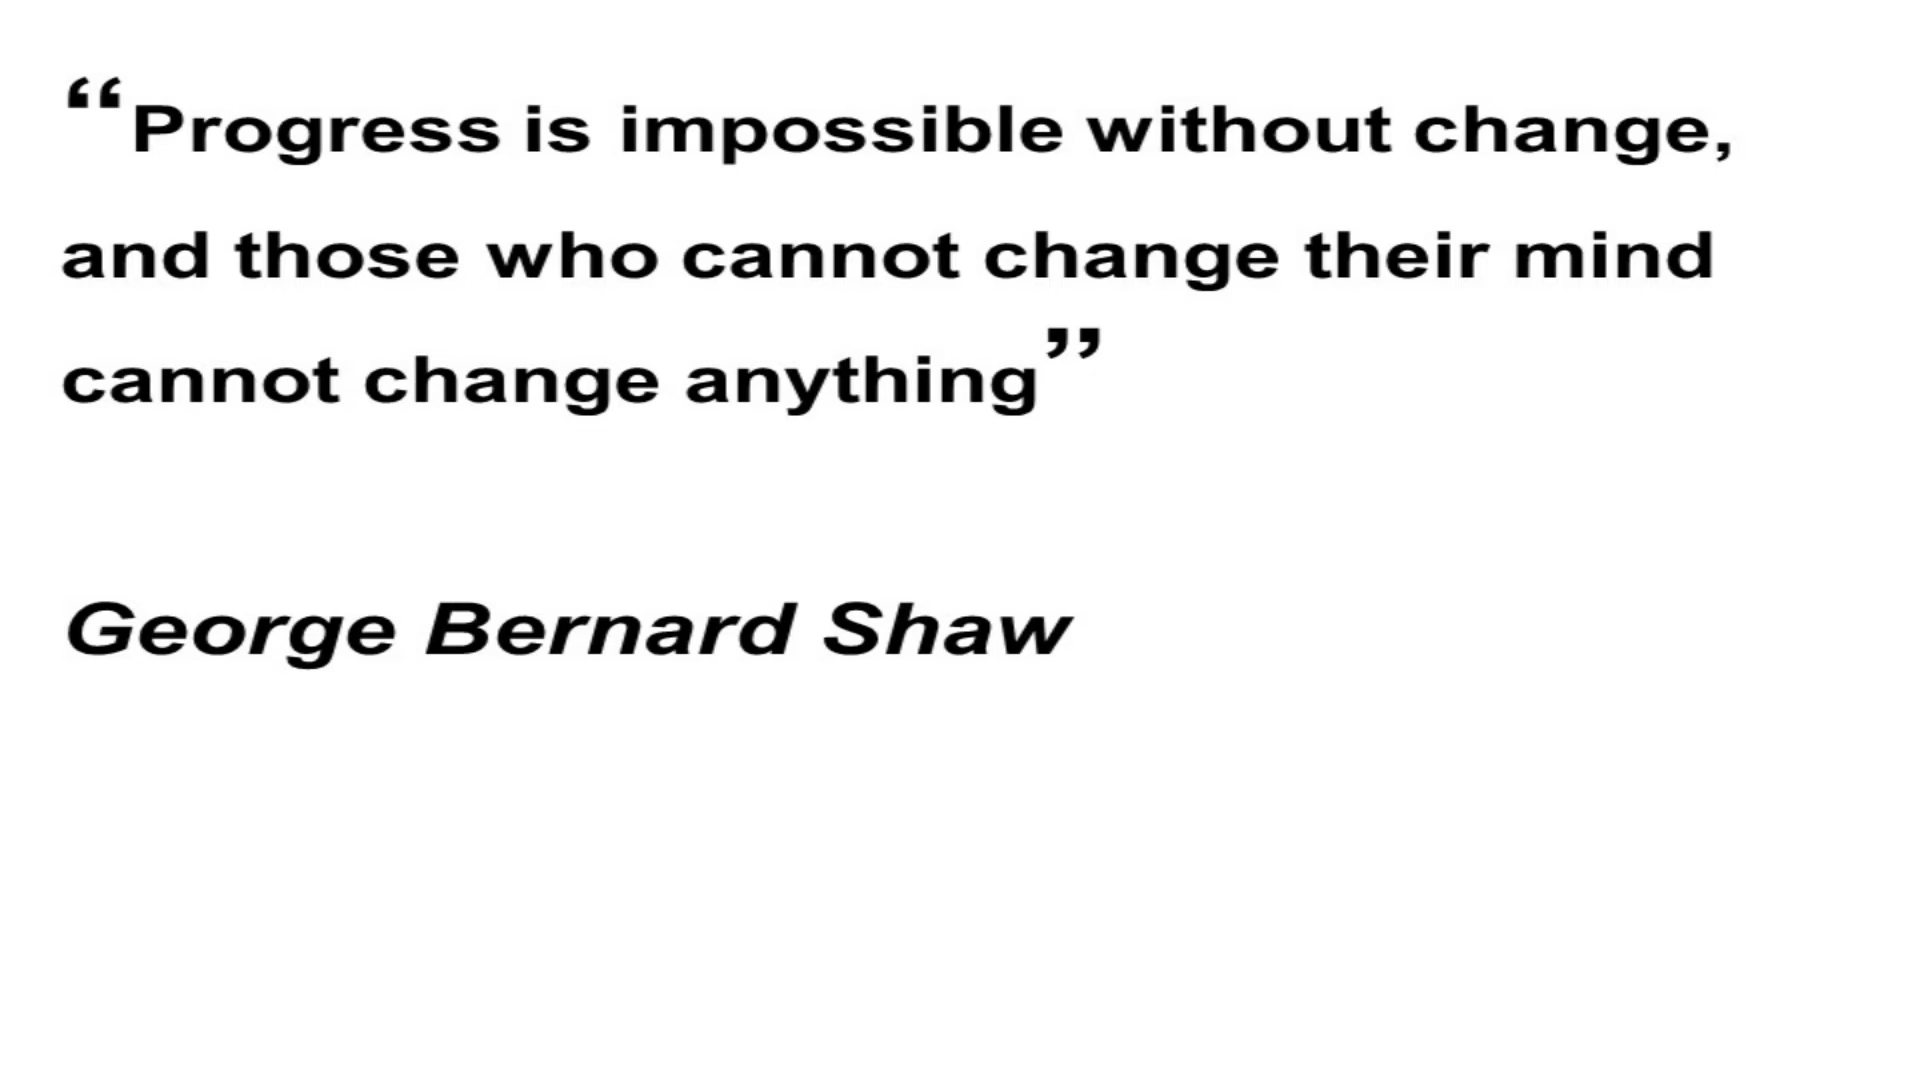 “Progress is impossible without change,
and those who cannot change their mind
cannot change anything”
George Bernard Shaw